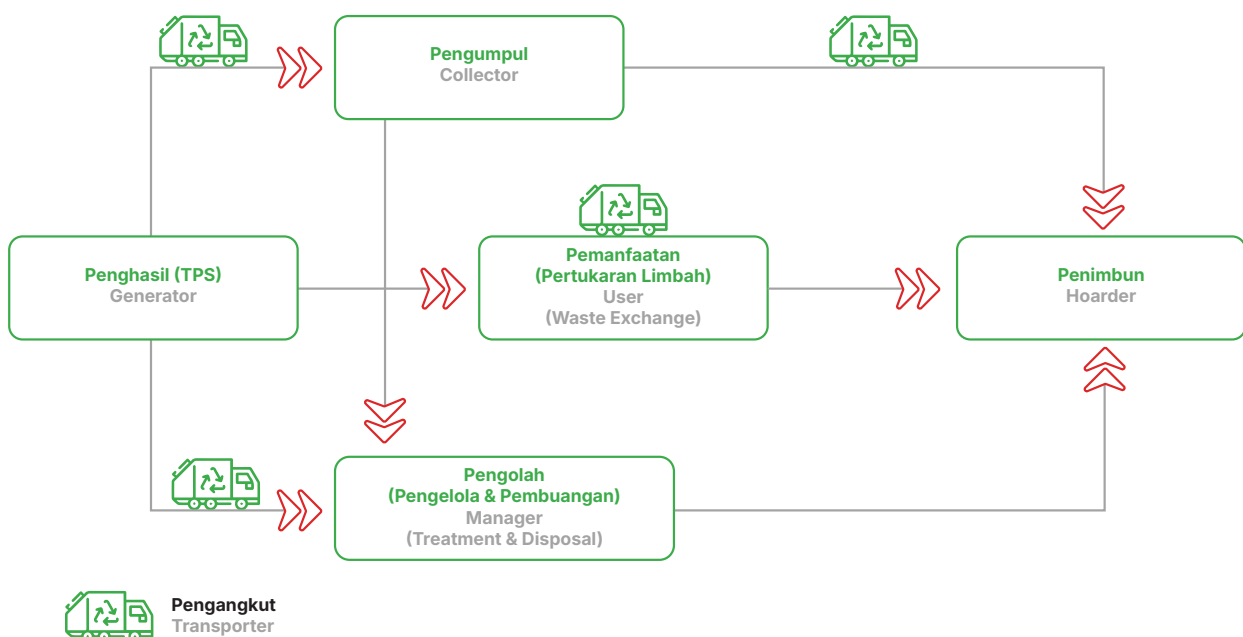 Pengumpul
Collector
Penghasil (TPS)
Generator
Pemanfaatan
(Pertukaran Limbah)
User
(Waste Exchange)
Penimbun
Hoarder
Pengolah
(Pengelola & Pembuangan)
Manager
(Treatment & Disposal)
Pengangkut
Transporter